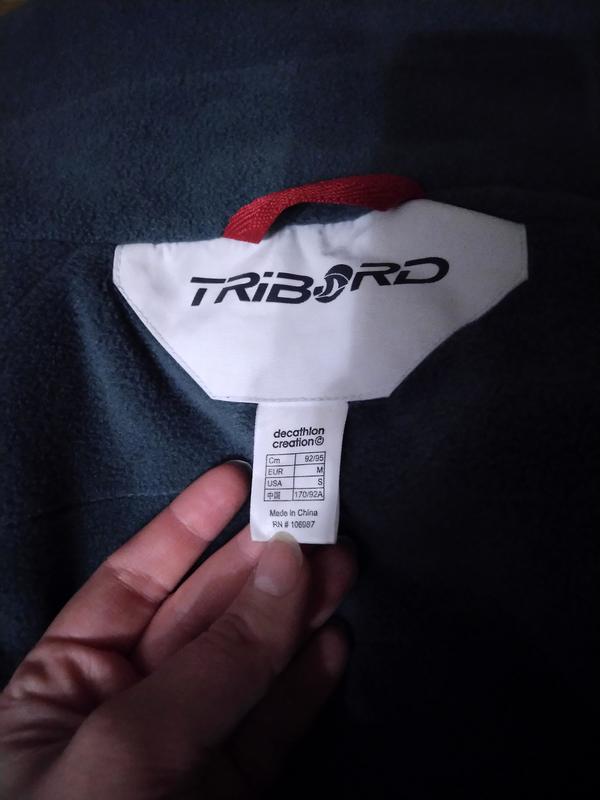 TRIBORD
decathlon
creation©
Cm 92/95
EUR M
USA S
中国 170/92A
Made in China
RN # 106987